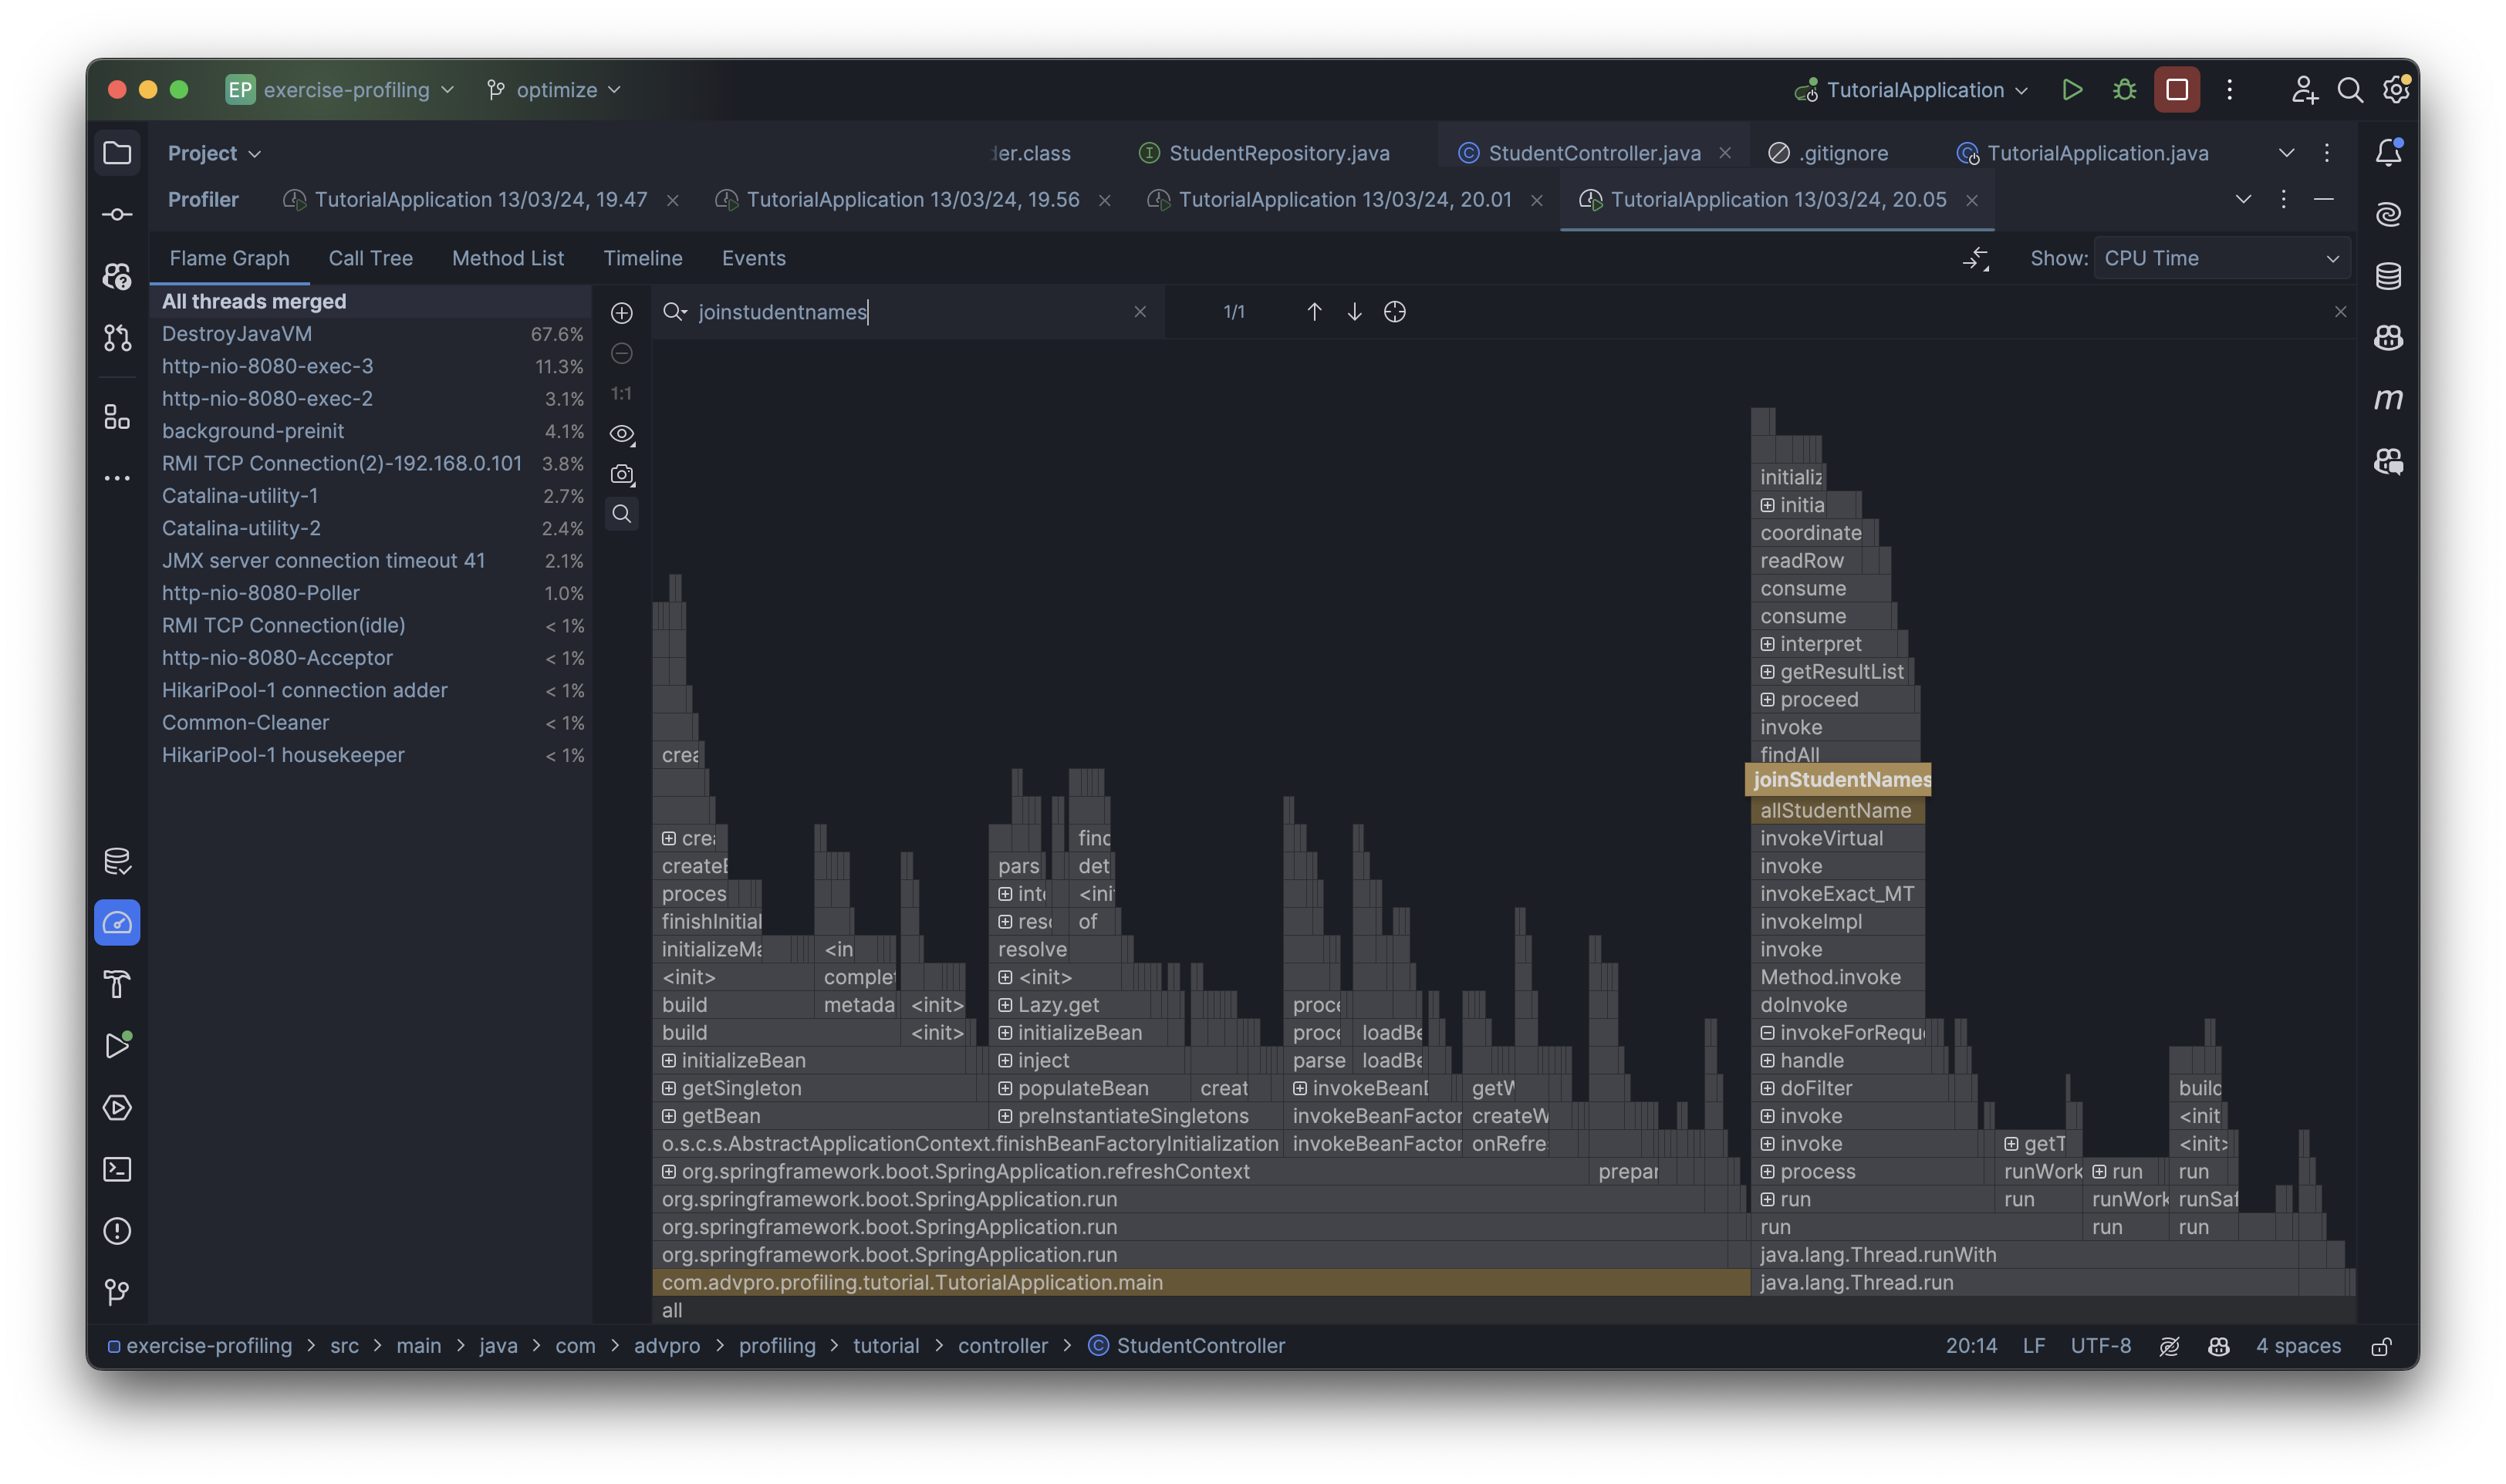 EP exercise-profiling optimize TutorialApplication
Project er.class StudentRepository.java StudentController.java .gitignore TutorialApplication.java
Profiler TutorialApplication 13/03/24, 19.47 TutorialApplication 13/03/24, 19.56 TutorialApplication 13/03/24, 20.01 TutorialApplication 13/03/24, 20.05
Flame Graph Call Tree Method List Timeline Events Show: CPU Time
All threads merged
DestroyJavaVM 67.6%
http-nio-8080-exec-3 11.3%
http-nio-8080-exec-2 3.1%
background-preinit 4.1%
RMI TCP Connection(2)-192.168.0.101 3.8%
Catalina-utility-1 2.7%
Catalina-utility-2 2.4%
JMX server connection timeout 41 2.1%
http-nio-8080-Poller 1.0%
RMI TCP Connection(idle) < 1%
http-nio-8080-Acceptor < 1%
HikariPool-1 connection adder < 1%
Common-Cleaner < 1%
HikariPool-1 housekeeper < 1%
1:1
joinstudentnames 1/1
initializ
initia
coordinate
readRow
consume
consume
interpret
getResultList
proceed
invoke
crea findAll
joinStudentNames
allStudentName
crea find invokeVirtual
createB pars det invoke
proces inte <ini invokeExact_MT
finishInitial reso of invokeImpl
initializeMa <in resolve invoke
<init> complet <init> Method.invoke
build metada <init> Lazy.get proce doInvoke
build <init> initializeBean proce loadBe invokeForRequ
initializeBean inject parse loadBe handle
getSingleton populateBean creat invokeBeanD getW doFilter build
getBean preInstantiateSingletons invokeBeanFactor createW invoke <init
o.s.c.s.AbstractApplicationContext.finishBeanFactoryInitialization invokeBeanFactor onRefre invoke getT <init>
org.springframework.boot.SpringApplication.refreshContext prepar process runWork run run
org.springframework.boot.SpringApplication.run run run runWork runSaf
org.springframework.boot.SpringApplication.run run run run
org.springframework.boot.SpringApplication.run java.lang.Thread.runWith
com.advpro.profiling.tutorial.TutorialApplication.main java.lang.Thread.run
all
exercise-profiling > src > main > java > com > advpro > profiling > tutorial > controller > StudentController 20:14 LF UTF-8 4 spaces